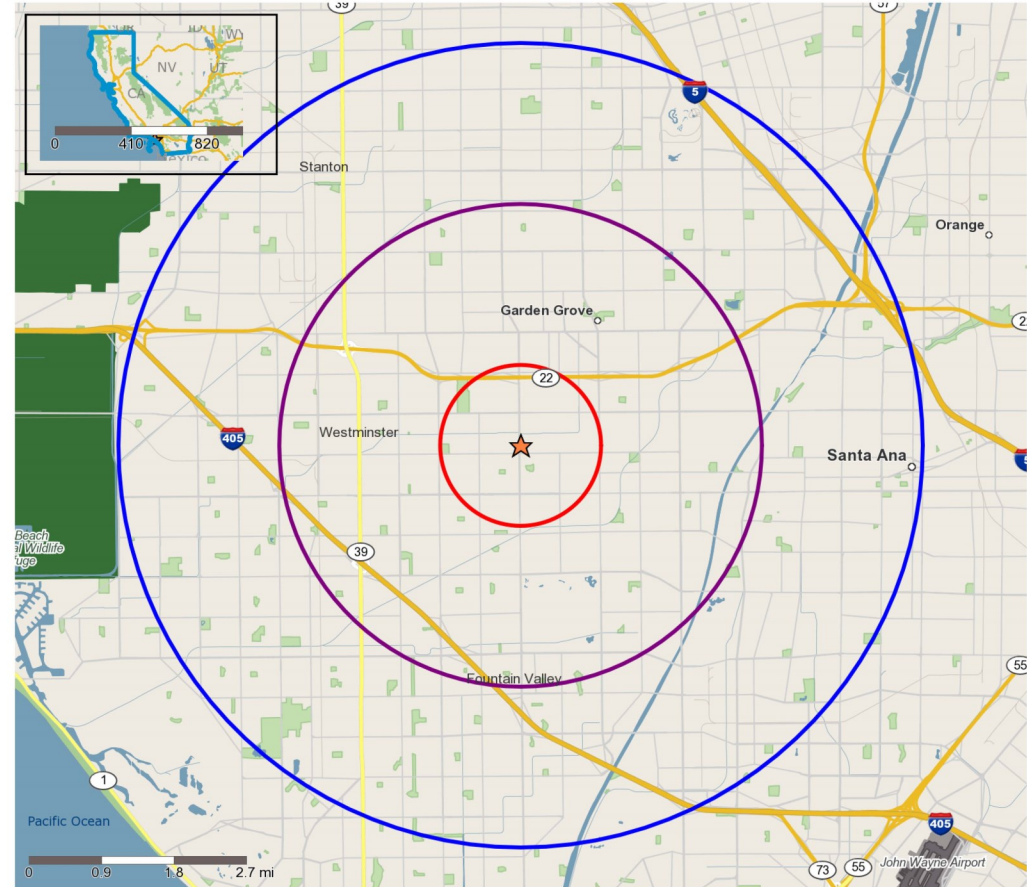 39
57
NV
UT
CA
0 410 820
5
Stanton
Orange
Garden Grove
22
Westminster
405
Santa Ana
Beach
al Wildlife
fuge
39
Fountain Valley
55
1
Pacific Ocean
405
John Wayne Airport
73
55
0 0.9 1.8 2.7 mi